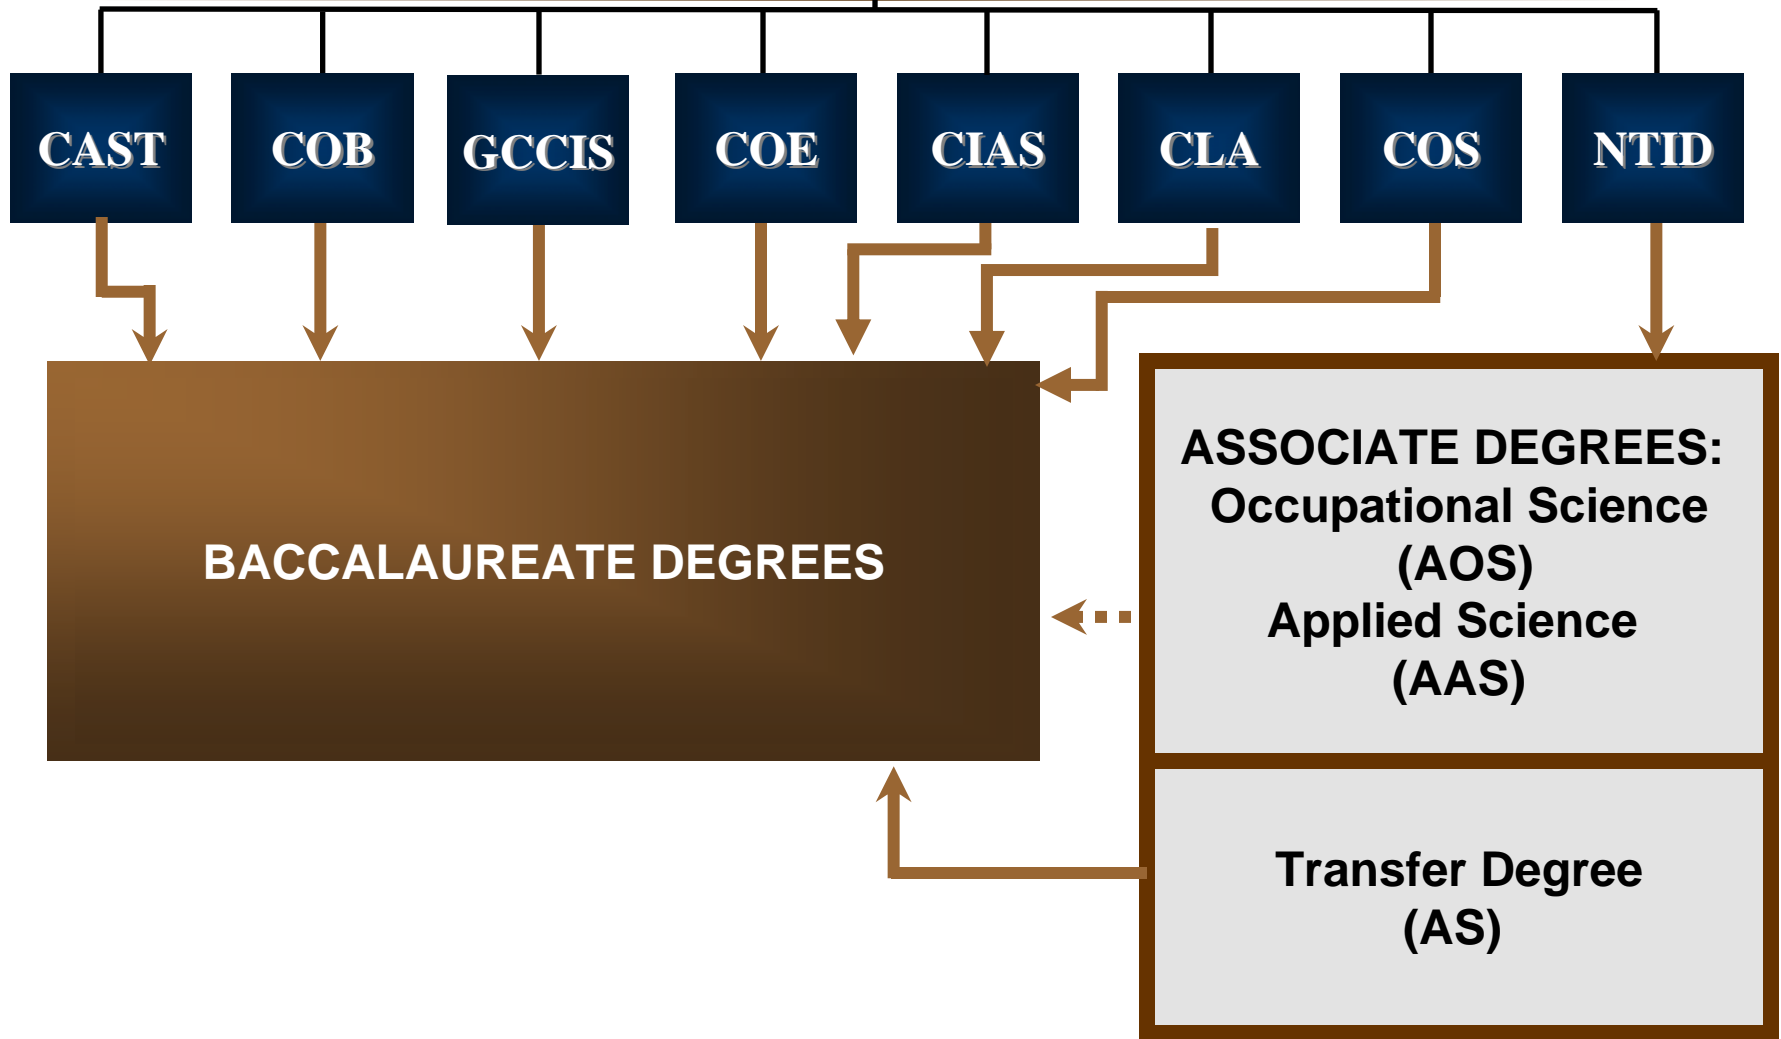 CAST
COB
GCCIS
COE
CIAS
CLA
COS
NTID
BACCALAUREATE DEGREES
ASSOCIATE DEGREES:
Occupational Science
(AOS)
Applied Science
(AAS)
Transfer Degree
(AS)